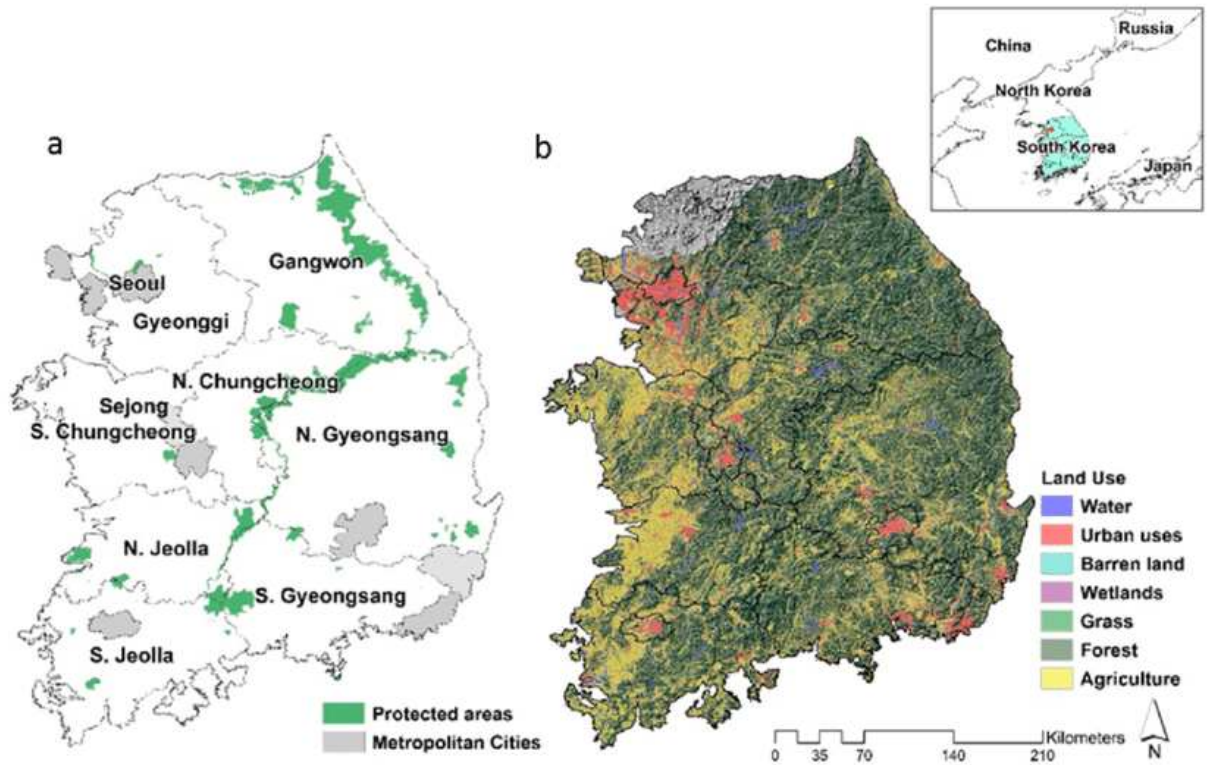 a
Seoul
Gyeonggi
Gangwon
N. Chungcheong
Sejong
S. Chungcheong
N. Gyeongsang
N. Jeolla
S. Gyeongsang
S. Jeolla
Protected areas
Metropolitan Cities
b
China
Russia
North Korea
South Korea
Japan
Land Use
Water
Urban uses
Barren land
Wetlands
Grass
Forest
Agriculture
Kilometers
0 35 70 140 210
N